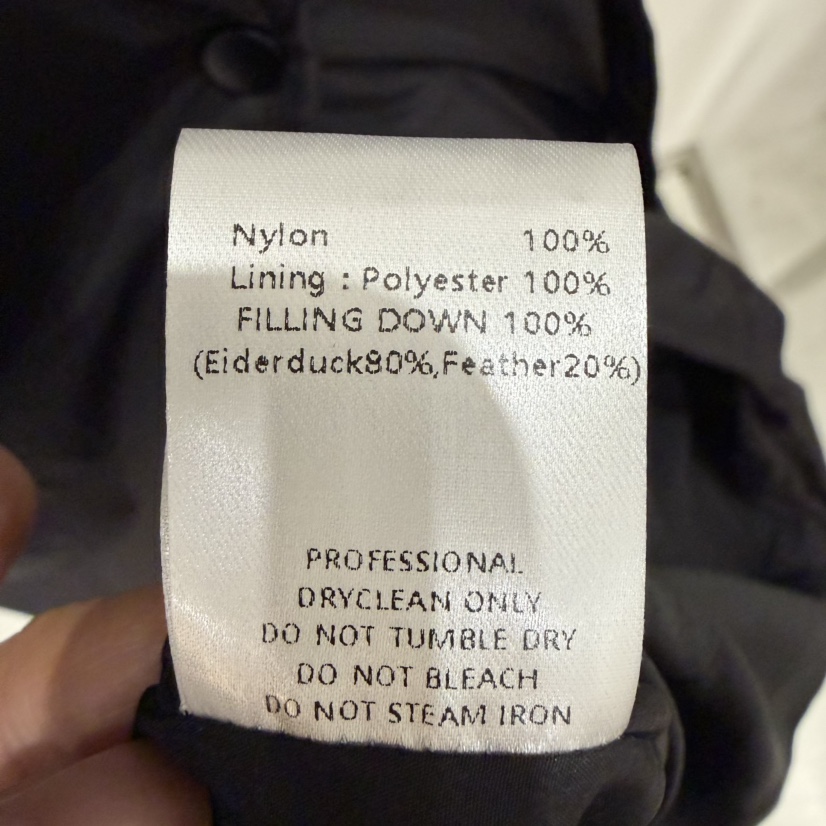 Nylon 100%
Lining : Polyester 100%
FILLING DOWN 100%
(Eiderduck80%,Feather20%)
PROFESSIONAL
DRYCLEAN ONLY
DO NOT TUMBLE DRY
DO NOT BLEACH
DO NOT STEAM IRON